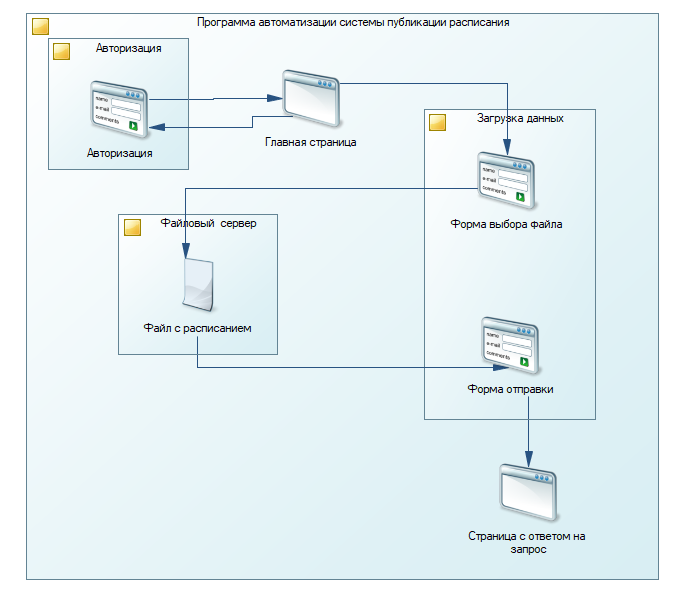 Программа автоматизации системы публикации расписания
Авторизация
name
e-mail
comments
Авторизация
Главная страница
Загрузка данных
name
e-mail
comments
Форма выбора файла
Файловый сервер
Файл с расписанием
name
e-mail
comments
Форма отправки
Страница с ответом на
запрос